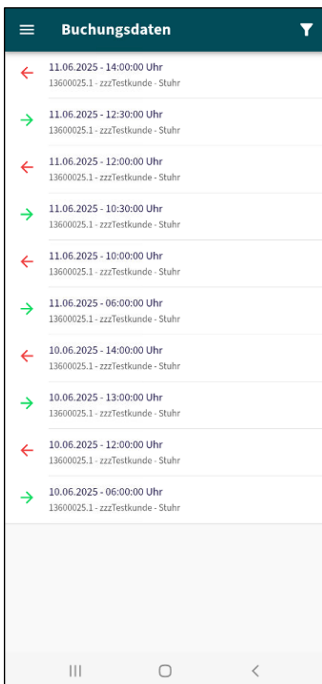 Buchungsdaten
11.06.2025 - 14:00:00 Uhr
13600025.1 - zzzTestkunde - Stuhr
11.06.2025 - 12:30:00 Uhr
13600025.1 - zzzTestkunde - Stuhr
11.06.2025 - 12:00:00 Uhr
13600025.1 - zzzTestkunde - Stuhr
11.06.2025 - 10:30:00 Uhr
13600025.1 - zzzTestkunde - Stuhr
11.06.2025 - 10:00:00 Uhr
13600025.1 - zzzTestkunde - Stuhr
11.06.2025 - 06:00:00 Uhr
13600025.1 - zzzTestkunde - Stuhr
10.06.2025 - 14:00:00 Uhr
13600025.1 - zzzTestkunde - Stuhr
10.06.2025 - 13:00:00 Uhr
13600025.1 - zzzTestkunde - Stuhr
10.06.2025 - 12:00:00 Uhr
13600025.1 - zzzTestkunde - Stuhr
10.06.2025 - 06:00:00 Uhr
13600025.1 - zzzTestkunde - Stuhr